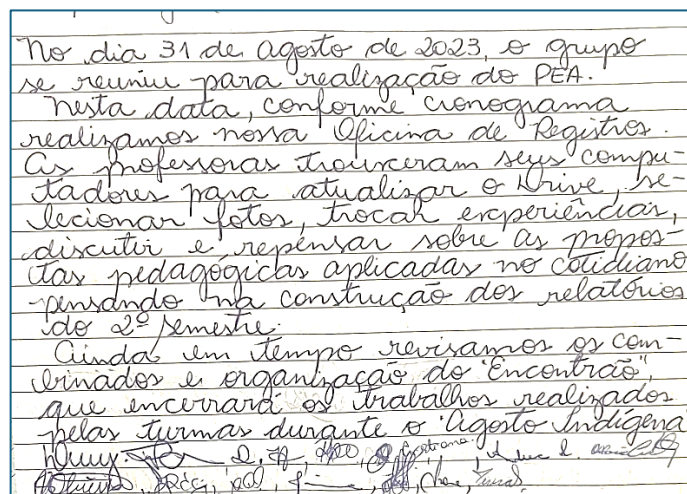 No dia 31 de agosto de 2023, o grupo
se reuniu para realização do PEA.
Nesta data, conforme cronograma
realizamos nossa Oficina de Registros.
As professoras trouxeram seus compu-
tadores para atualizar o Drive, se-
lecionar fotos, trocar experiências,
discutir e repensar sobre as propos-
tas pedagógicas aplicadas no cotidiano
pensando na construção dos relatórios
do 2º semestre.
Ainda em tempo revisamos os com-
binados e organização do "Encontrão",
que encerrará os trabalhos realizados
pelas turmas durante o "Agosto Indígena